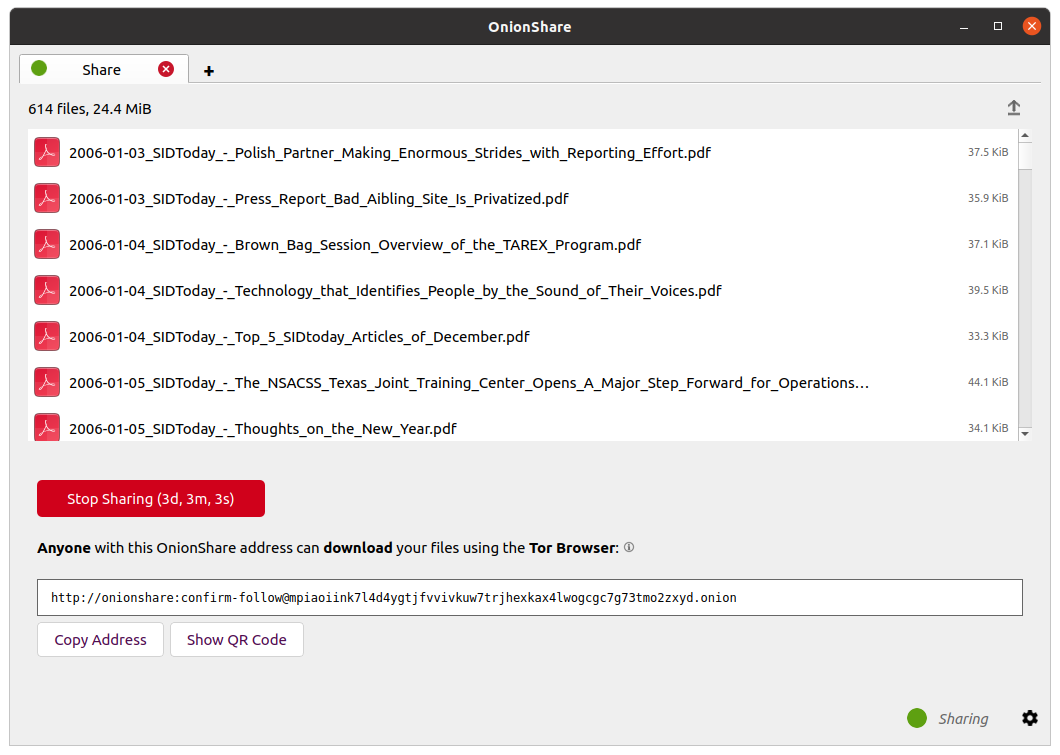 OnionShare
Share
+
614 files, 24.4 MiB
2006-01-03_SIDToday_-_Polish_Partner_Making_Enormous_Strides_with_Reporting_Effort.pdf 37.5 KiB
2006-01-03_SIDToday_-_Press_Report_Bad_Aibling_Site_Is_Privatized.pdf 35.9 KiB
2006-01-04_SIDToday_-_Brown_Bag_Session_Overview_of_the_TAREX_Program.pdf 37.1 KiB
2006-01-04_SIDToday_-_Technology_that_Identifies_People_by_the_Sound_of_Their_Voices.pdf 39.5 KiB
2006-01-04_SIDToday_-_Top_5_SIDtoday_Articles_of_December.pdf 33.3 KiB
2006-01-05_SIDToday_-_The_NSACSS_Texas_Joint_Training_Center_Opens_A_Major_Step_Forward_for_Operations... 44.1 KiB
2006-01-05_SIDToday_-_Thoughts_on_the_New_Year.pdf 34.1 KiB
Stop Sharing (3d, 3m, 3s)
Anyone with this OnionShare address can download your files using the Tor Browser:
http://onionshare:confirm-follow@mpiaoiink7l4d4ygtjfvvivkuw7trjhexkax4lwogcgc7g73tmo2zxyd.onion
Copy Address Show QR Code
Sharing